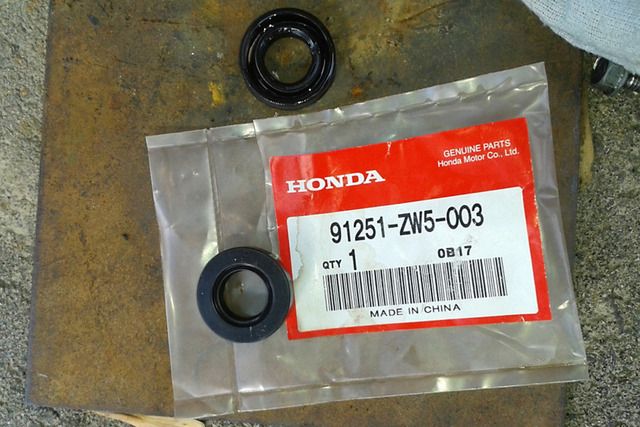 GENUINE PARTS
Honda Motor Co., Ltd.
HONDA
91251-ZW5-003
QTY 1 0B17
MADE IN CHINA